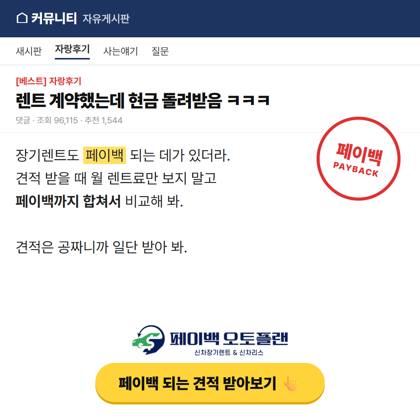 커뮤니티 자유게시판
새시판 자랑후기 사는얘기 질문
[베스트] 자랑후기
렌트 계약했는데 현금 돌려받음 ㅋㅋㅋ
댓글 · 조회 96,115 · 추천 1,544
장기렌트도 페이백 되는 데가 있더라.
견적 받을 때 월 렌트료만 보지 말고
페이백까지 합쳐서 비교해 봐.
견적은 공짜니까 일단 받아 봐.
페이백
PAYBACK
페이백 오토플랜
신차장기렌트 & 신차리스
페이백 되는 견적 받아보기